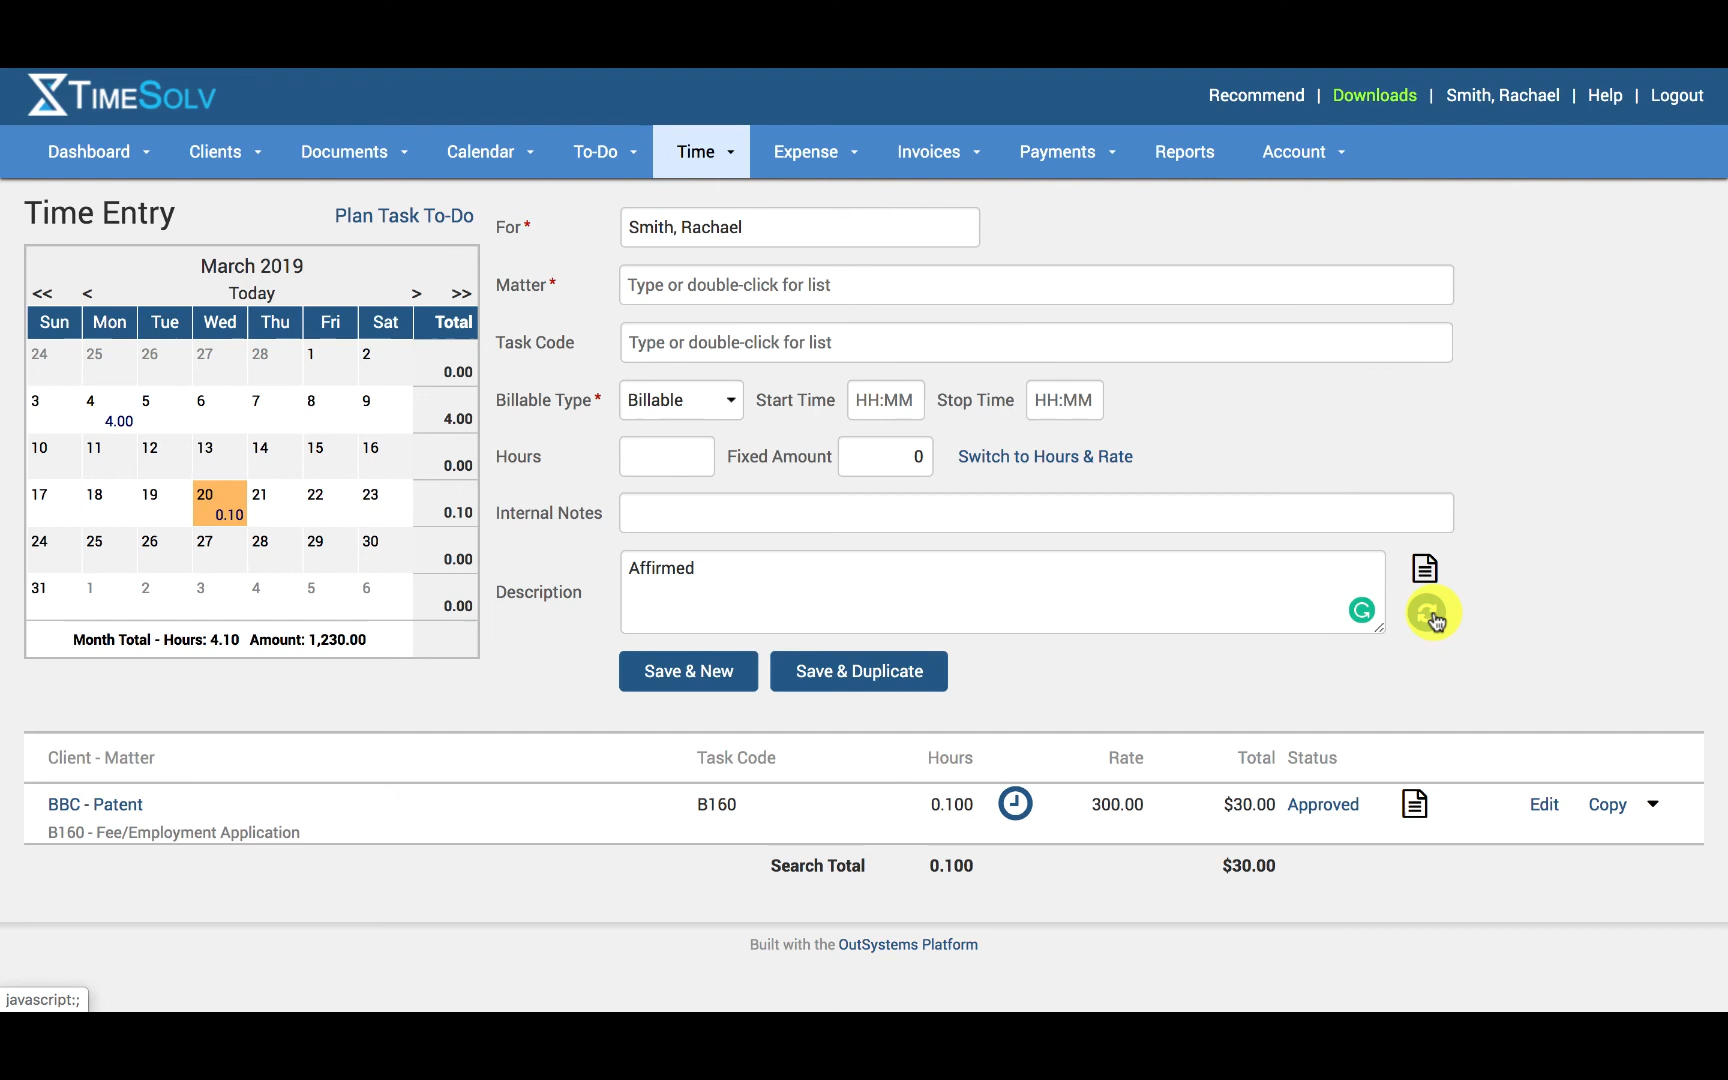 TIMESOLV
Recommend | Downloads | Smith, Rachael | Help | Logout
Dashboard Clients Documents Calendar To-Do Time Expense Invoices Payments Reports Account
Time Entry Plan Task To-Do
March 2019
<< < Today > >>
Sun Mon Tue Wed Thu Fri Sat Total
24 25 26 27 28 1 2
0.00
3 4 5 6 7 8 9
4.00 4.00
10 11 12 13 14 15 16
0.00
17 18 19 20 21 22 23
0.10 0.10
24 25 26 27 28 29 30
0.00
31 1 2 3 4 5 6
0.00
Month Total - Hours: 4.10 Amount: 1,230.00
For* Smith, Rachael
Matter* Type or double-click for list
Task Code Type or double-click for list
Billable Type* Billable Start Time HH:MM Stop Time HH:MM
Hours Fixed Amount 0 Switch to Hours & Rate
Internal Notes
Description Affirmed
Save & New Save & Duplicate
Client - Matter Task Code Hours Rate Total Status
BBC - Patent B160 0.100 300.00 $30.00 Approved Edit Copy
B160 - Fee/Employment Application
Search Total 0.100 $30.00
Built with the OutSystems Platform
javascript:;